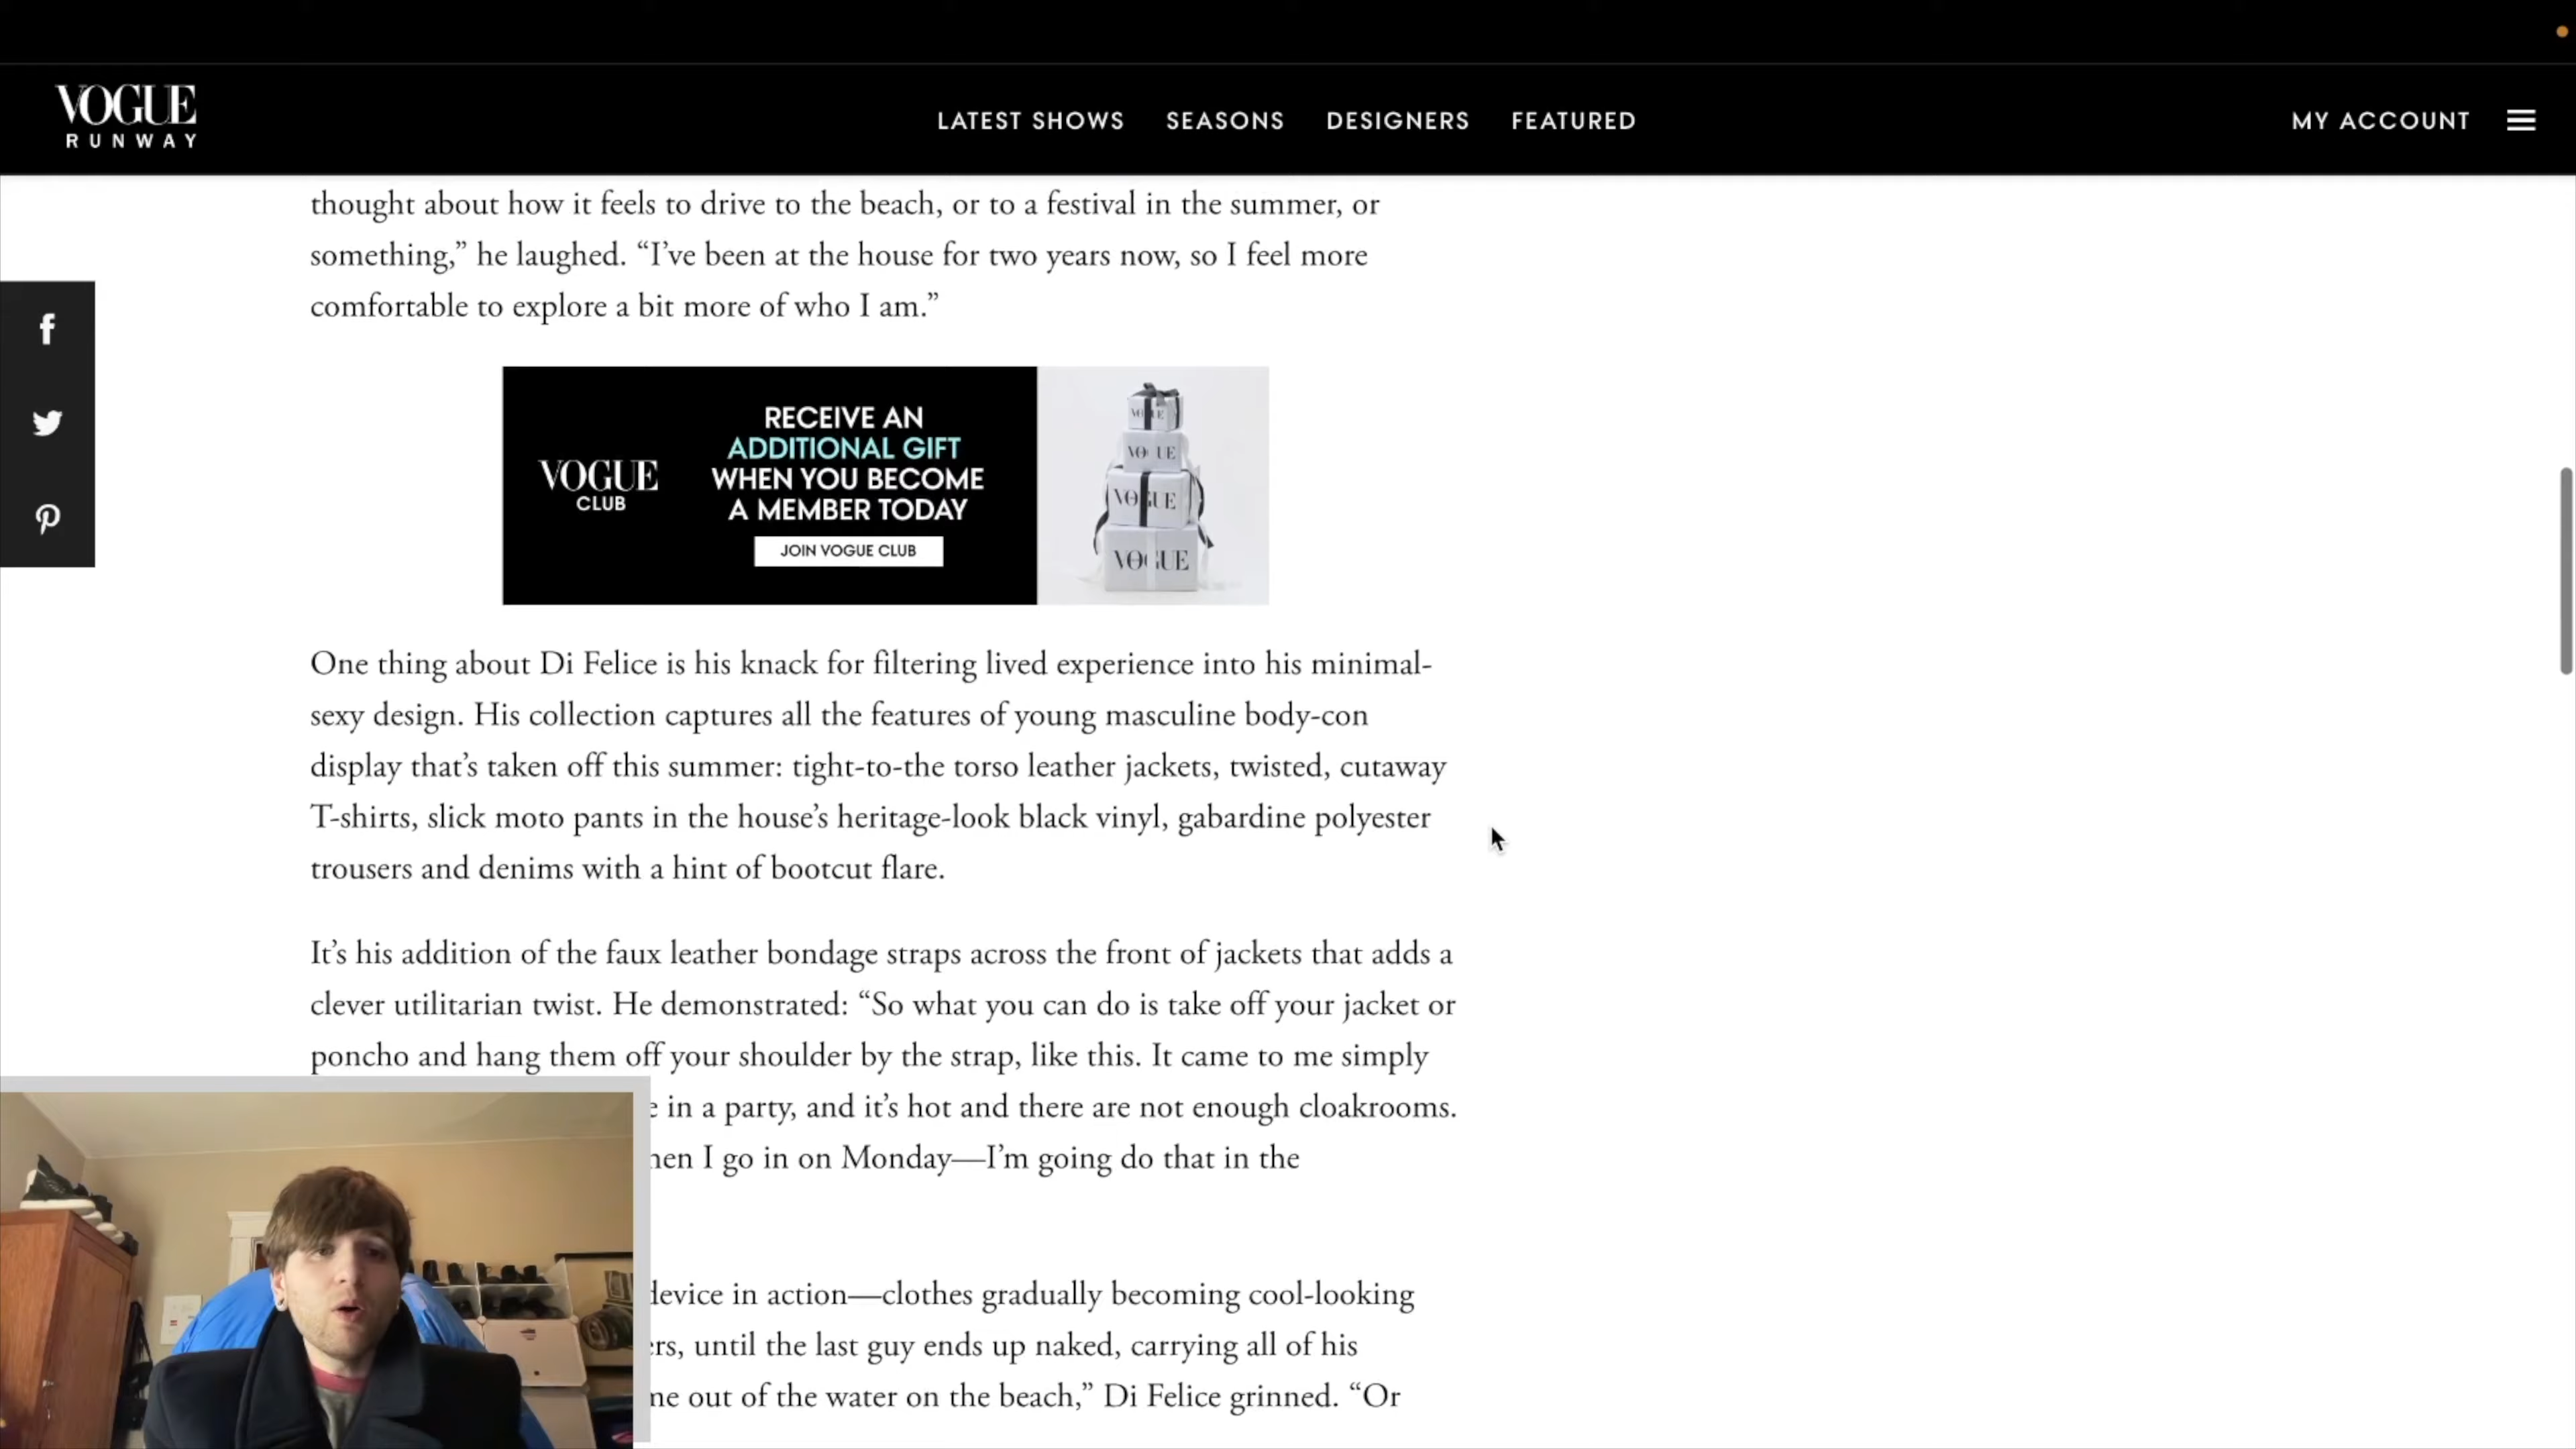 VOGUE
RUNWAY
LATEST SHOWS
SEASONS
DESIGNERS
FEATURED
MY ACCOUNT
thought about how it feels to drive to the beach, or to a festival in the summer, or
something,” he laughed. “I’ve been at the house for two years now, so I feel more
comfortable to explore a bit more of who I am.”
VOGUE
CLUB
RECEIVE AN
ADDITIONAL GIFT
WHEN YOU BECOME
A MEMBER TODAY
JOIN VOGUE CLUB
VOGUE
VOGUE
VOGUE
VOGUE
One thing about Di Felice is his knack for filtering lived experience into his minimal-
sexy design. His collection captures all the features of young masculine body-con
display that’s taken off this summer: tight-to-the torso leather jackets, twisted, cutaway
T-shirts, slick moto pants in the house’s heritage-look black vinyl, gabardine polyester
trousers and denims with a hint of bootcut flare.
It’s his addition of the faux leather bondage straps across the front of jackets that adds a
clever utilitarian twist. He demonstrated: “So what you can do is take off your jacket or
poncho and hang them off your shoulder by the strap, like this. It came to me simply
in a party, and it’s hot and there are not enough cloakrooms.
I go in on Monday—I’m going do that in the
device in action—clothes gradually becoming cool-looking
until the last guy ends up naked, carrying all of his
out of the water on the beach,” Di Felice grinned. “Or